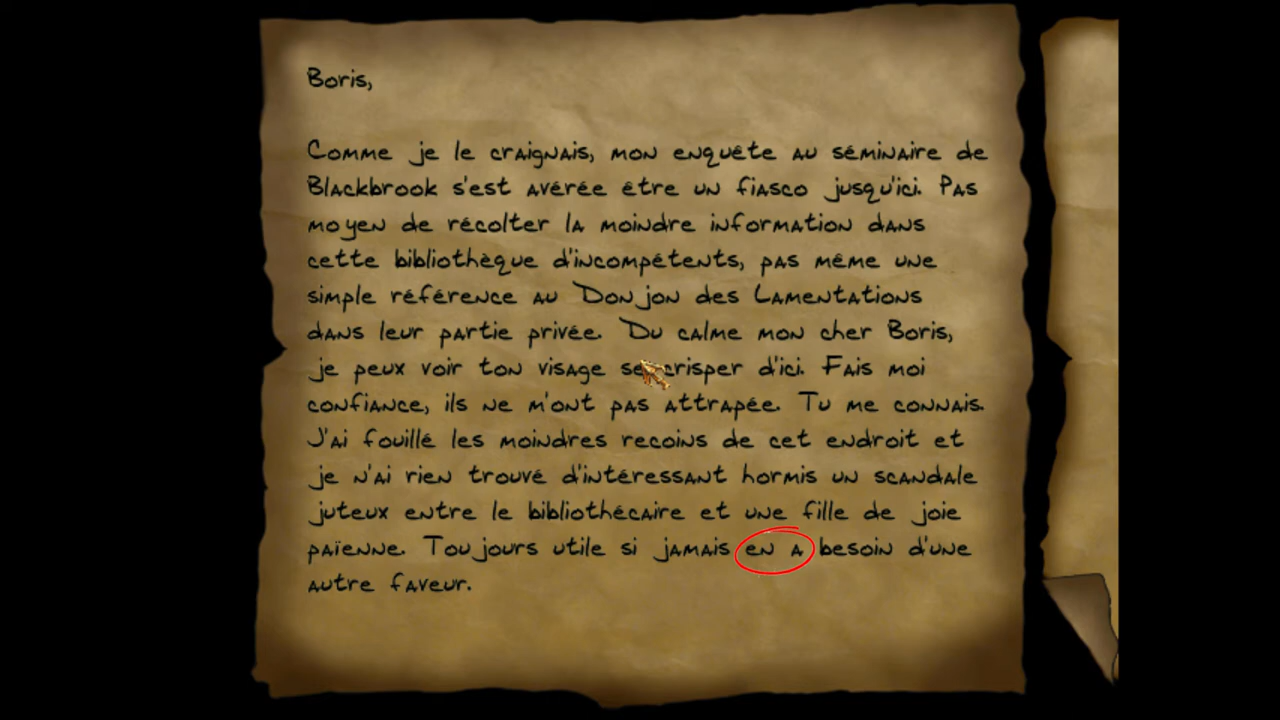 Boris,
Comme je le craignais, mon enquête au séminaire de
Blackbrook s'est avérée être un fiasco jusqu'ici. Pas
moyen de récolter la moindre information dans
cette bibliothèque d'incompétents, pas même une
simple référence au Donjon des Lamentations
dans leur partie privée. Du calme mon cher Boris,
je peux voir ton visage se crisper d'ici. Fais moi
confiance, ils ne m'ont pas attrapée. Tu me connais.
J'ai fouillé les moindres recoins de cet endroit et
je n'ai rien trouvé d'intéressant hormis un scandale
juteux entre le bibliothécaire et une fille de joie
païenne. Toujours utile si jamais en a besoin d'une
autre faveur.